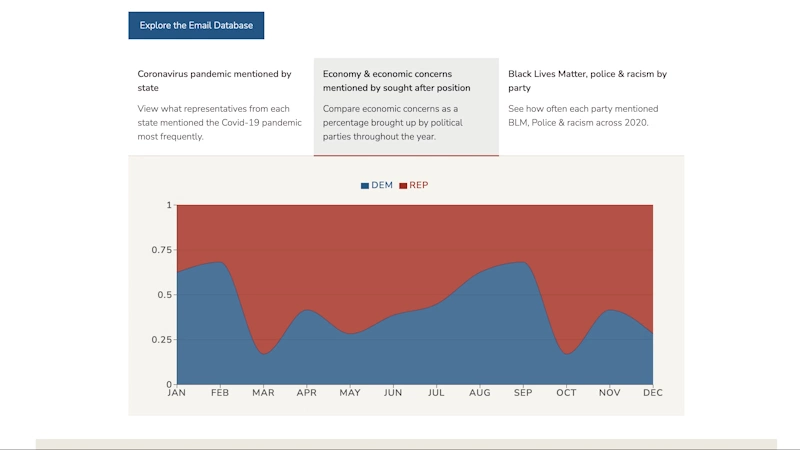 Explore the Email Database
Coronavirus pandemic mentioned by
state
View what representatives from each
state mentioned the Covid-19 pandemic
most frequently.
Economy & economic concerns
mentioned by sought after position
Compare economic concerns as a
percentage brought up by political
parties throughout the year.
Black Lives Matter, police & racism by
party
See how often each party mentioned
BLM, Police & racism across 2020.
DEM REP
1
0.75
0.5
0.25
0
JAN FEB MAR APR MAY JUN JUL AUG SEP OCT NOV DEC